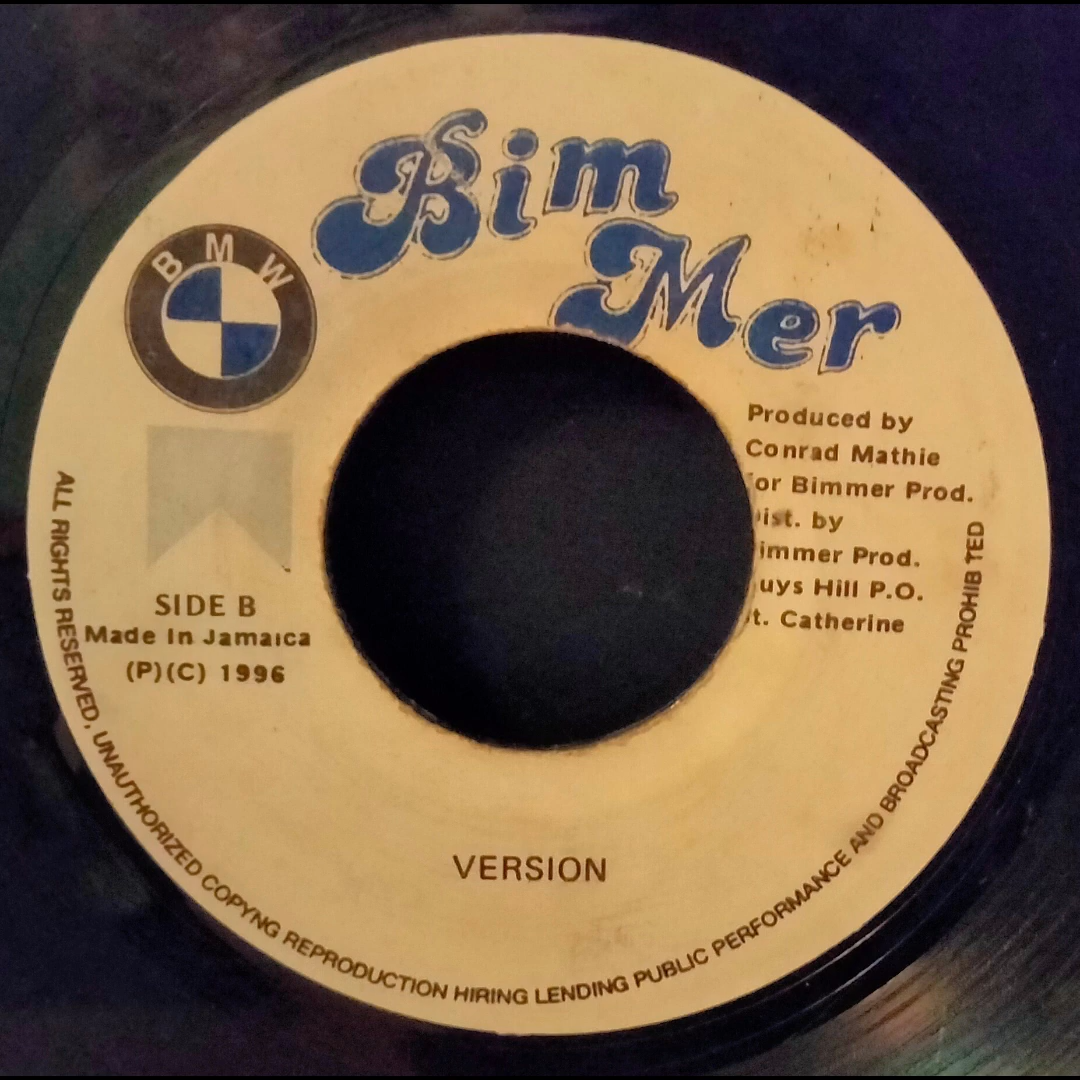 Bim
Mer
BMW
Produced by
Conrad Mathie
or Bimmer Prod.
ist. by
immer Prod.
uys Hill P.O.
t. Catherine
SIDE B
Made In Jamaica
(P)(C) 1996
VERSION
ALL RIGHTS RESERVED, UNAUTHORIZED COPYNG REPRODUCTION HIRING LENDING PUBLIC PERFORMANCE AND BROADCASTING PROHIB TED